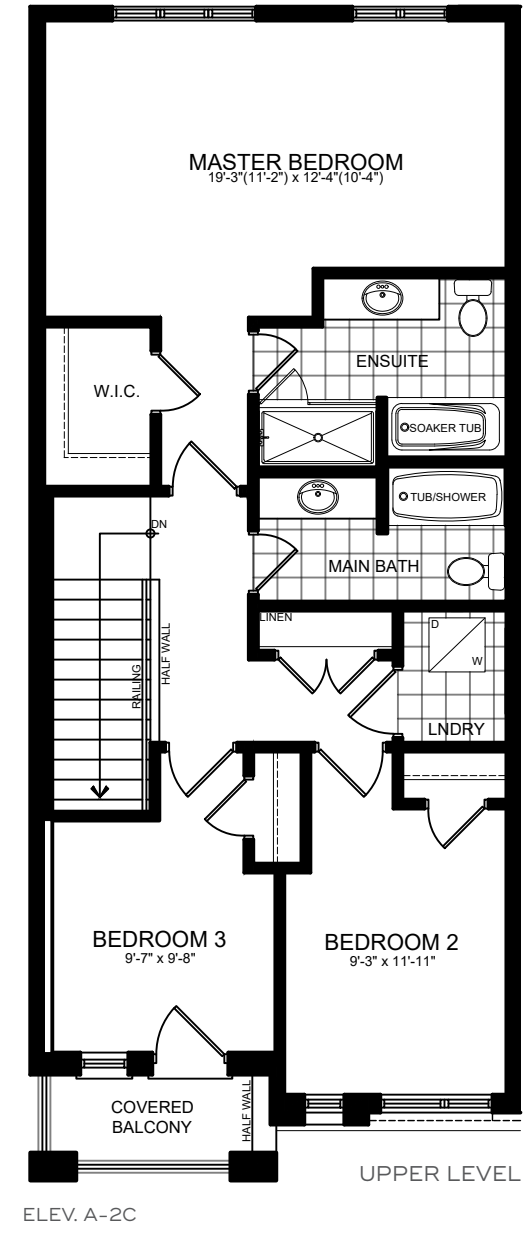 MASTER BEDROOM
19'-3"(11'-2") x 12'-4"(10'-4")
ENSUITE
W.I.C.
SOAKER TUB
TUB/SHOWER
DN
MAIN BATH
LINEN
D
W
RAILING
HALF WALL
LNDRY
BEDROOM 3
9'-7" x 9'-8"
BEDROOM 2
9'-3" x 11'-11"
COVERED
BALCONY
HALF WALL
UPPER LEVEL
ELEV. A-2C